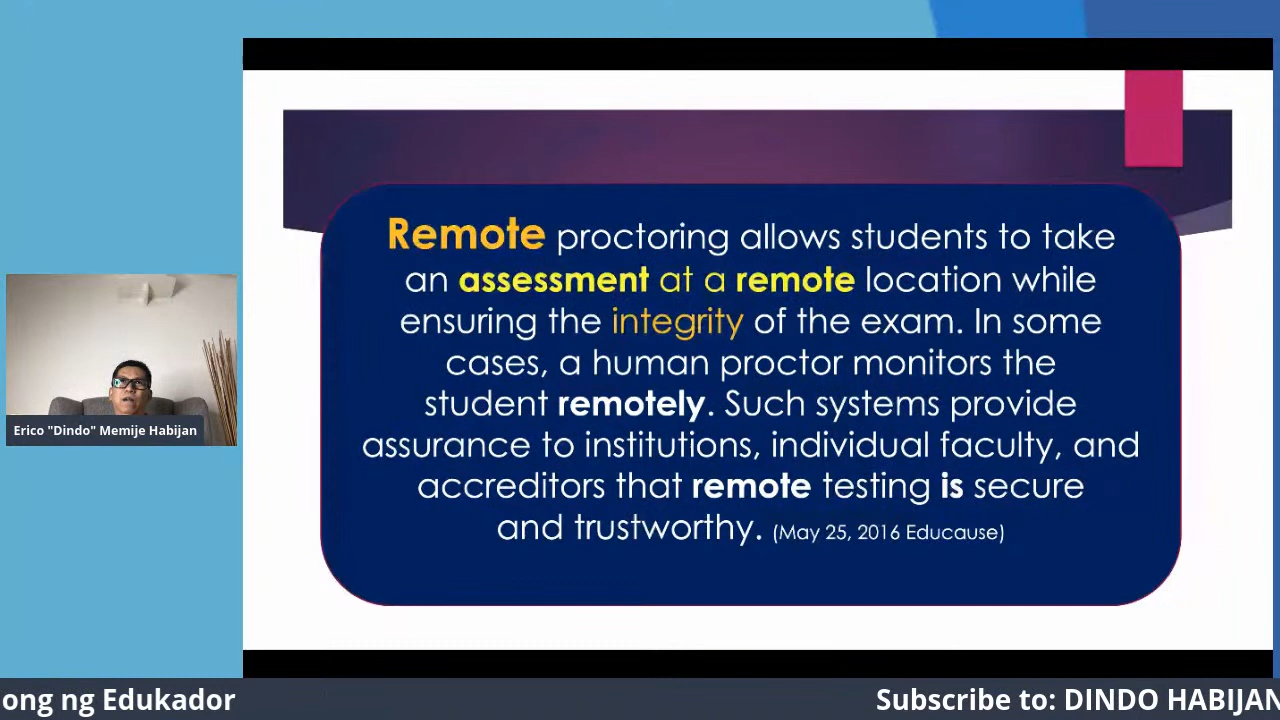 Remote proctoring allows students to take
an assessment at a remote location while
ensuring the integrity of the exam. In some
cases, a human proctor monitors the
student remotely. Such systems provide
assurance to institutions, individual faculty, and
accreditors that remote testing is secure
and trustworthy. (May 25, 2016 Educause)
Erico "Dindo" Memije Habijan
ong ng Edukador Subscribe to: DINDO HABIJAN